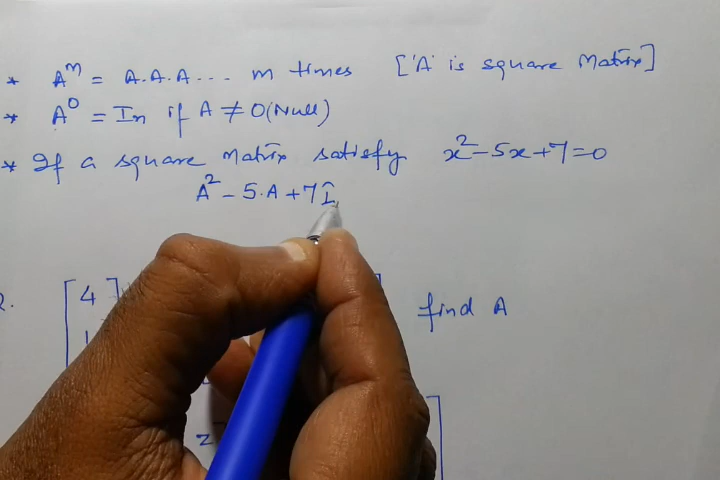 * A^m = A.A.A... m times ['A' is square Matrix]
* A^0 = In if A ≠ 0(Null)
* If a square Matrix satisfy x^2-5x+7=0
A^2-5.A+7I
[4] find A
z